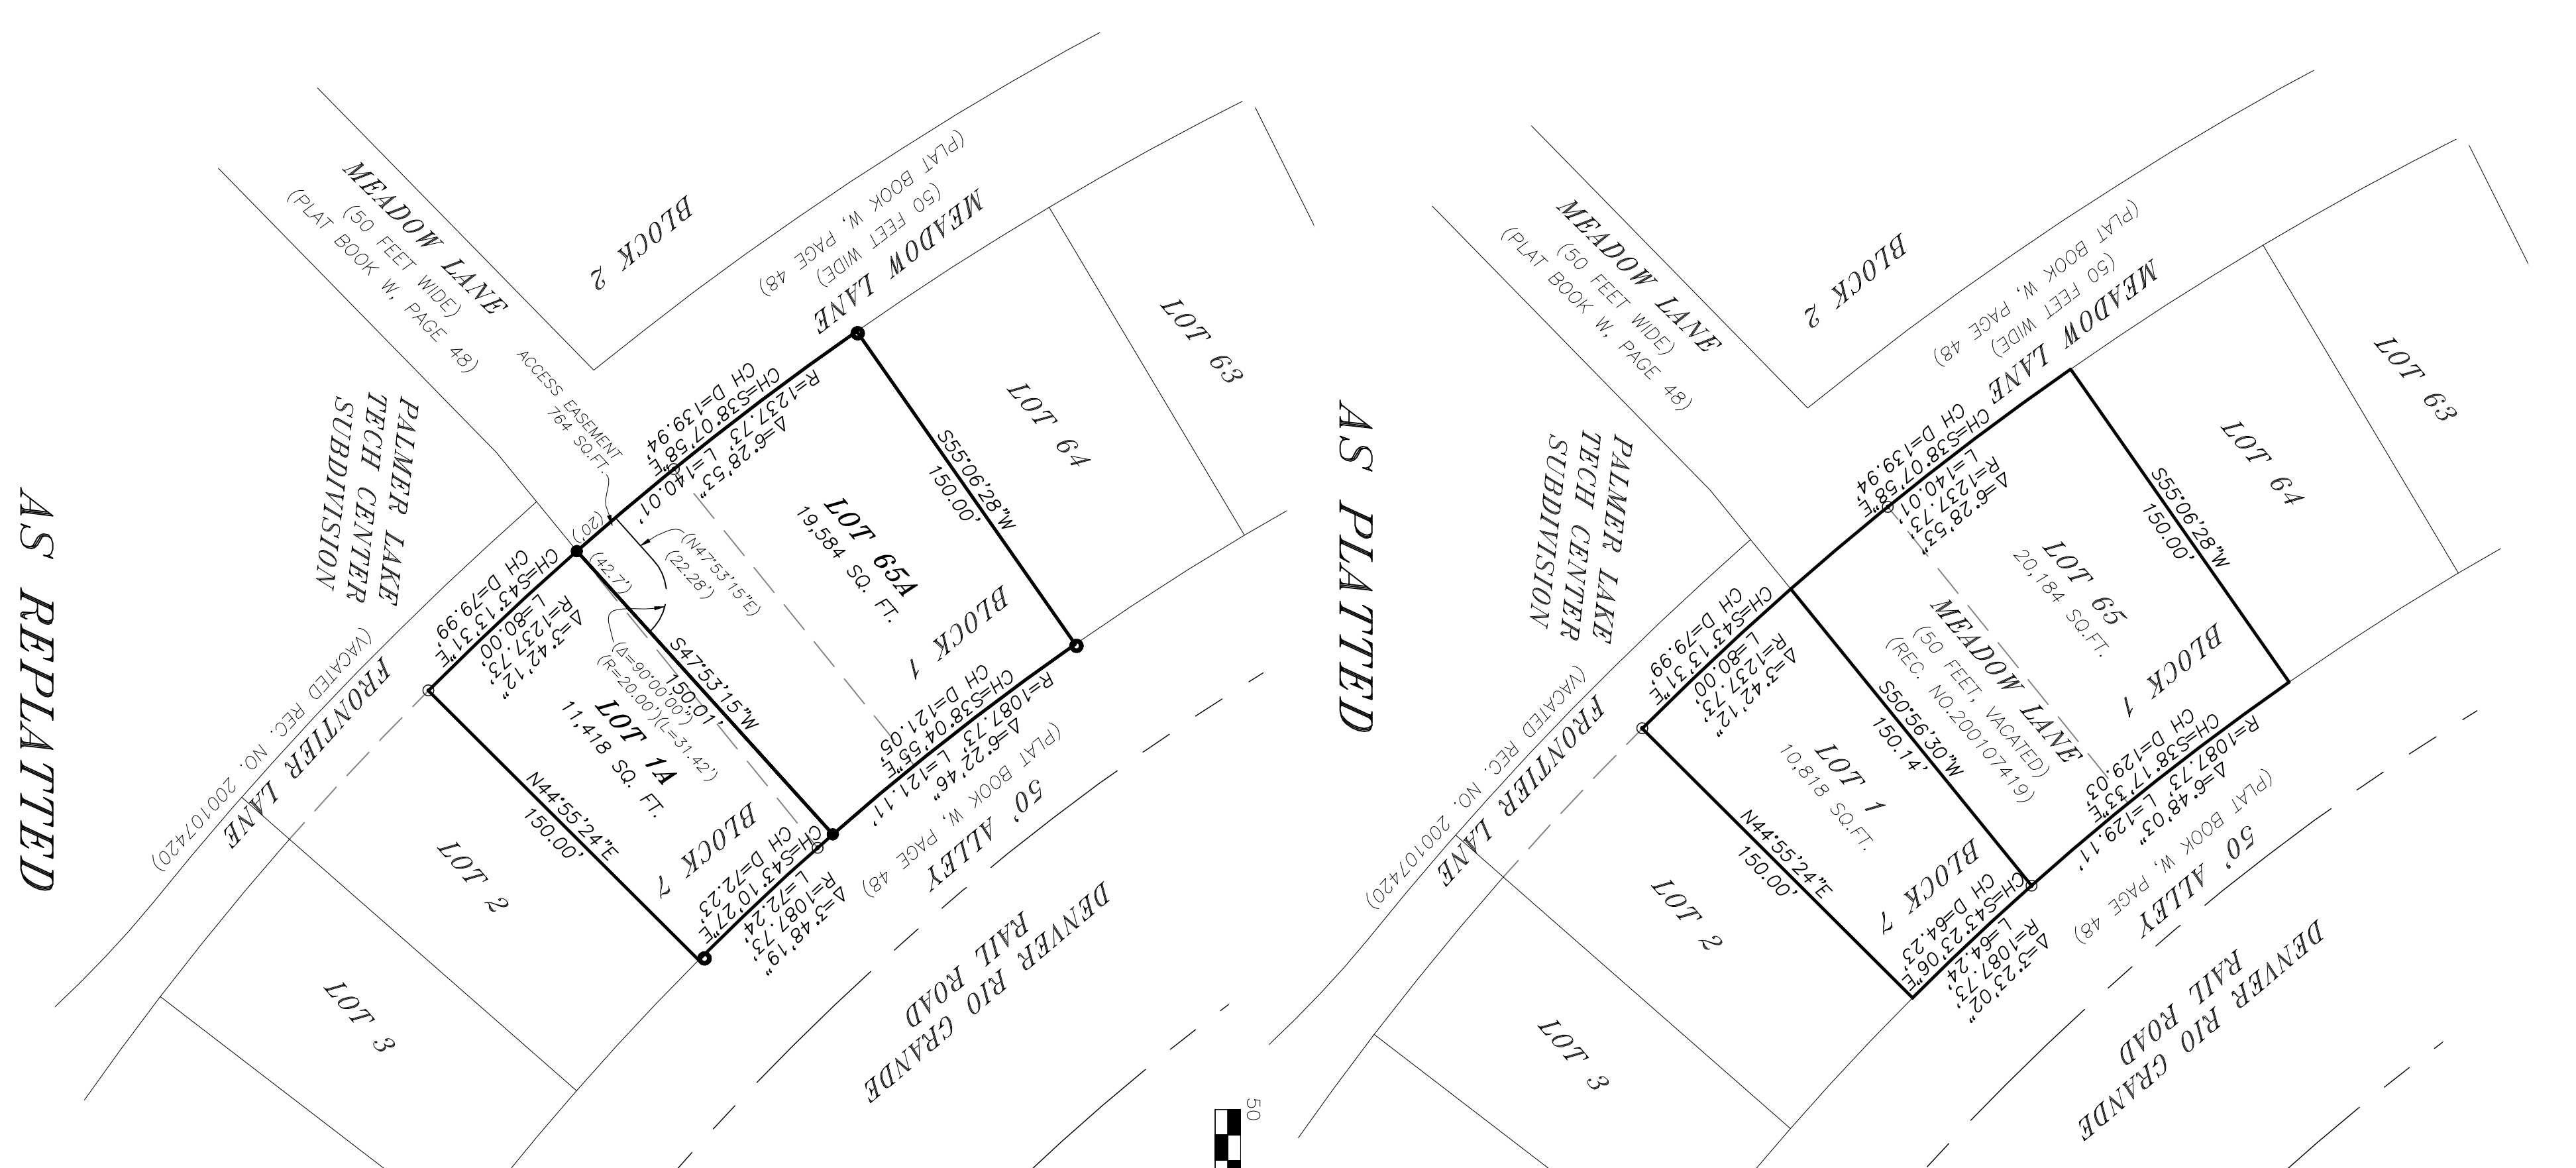 AS REPLATTED
MEADOW LANE
(50 FEET WIDE)
(PLAT BOOK W, PAGE 48)
BLOCK 2
(PLAT BOOK W, PAGE 48)
(50 FEET WIDE)
MEADOW LANE
LOT 63
LOT 64
ACCESS EASEMENT
764 SQ.FT.
PALMER LAKE
TECH CENTER
SUBDIVISION
CH D=139.94
CH=S38°07'58"E
R=1237.73'
L=140.01'
Δ=6°28'53"
S55°06'28"W
150.00'
LOT 65A
19,584 SQ. FT.
BLOCK 1
(20')
(42.7')
(N47°53'15"E)
(22.28')
S47°53'15"W
150.01'
(Δ=90°00'00")
(R=20.00')(L=31.42')
CH D=79.99
CH=S43°13'31"E
L=80.00'
R=1237.73'
Δ=3°42'12"
LOT 1A
11,418 SQ. FT.
BLOCK 7
N44°55'24"E
150.00'
CH D=121.05
CH=S38°04'55"E
R=1087.73'
L=121.11'
Δ=6°22'46"
CH D=72.23
CH=S43°10'27"E
L=72.24'
R=1087.73'
Δ=3°48'19"
(VACATED REC. NO. 200107420)
FRONTIER LANE
LOT 2
LOT 3
(PLAT BOOK W, PAGE 48)
50' ALLEY
DENVER RIO GRANDE
RAIL ROAD
50
AS PLATTED
MEADOW LANE
(50 FEET WIDE)
(PLAT BOOK W, PAGE 48)
BLOCK 2
(PLAT BOOK W, PAGE 48)
(50 FEET WIDE)
MEADOW LANE
LOT 63
LOT 64
PALMER LAKE
TECH CENTER
SUBDIVISION
CH D=139.94
CH=S38°07'58"E
L=140.01'
R=1237.73'
Δ=6°28'53"
S55°06'28"W
150.00'
LOT 65
20,184 SQ.FT.
BLOCK 1
MEADOW LANE
(50 FEET, VACATED)
(REC. NO.200107419)
S50°56'30"W
150.14'
CH D=79.99
CH=S43°13'31"E
L=80.00'
R=1237.73'
Δ=3°42'12"
LOT 1
10,818 SQ.FT.
BLOCK 7
N44°55'24"E
150.00'
CH D=129.03
CH=S38°17'33"E
R=1087.73'
L=129.11'
Δ=6°48'03"
CH D=64.23
CH=S43°23'06"E
L=64.24'
R=1087.73'
Δ=3°23'02"
(VACATED REC. NO. 200107420)
FRONTIER LANE
LOT 2
LOT 3
(PLAT BOOK W, PAGE 48)
50' ALLEY
DENVER RIO GRANDE
RAIL ROAD